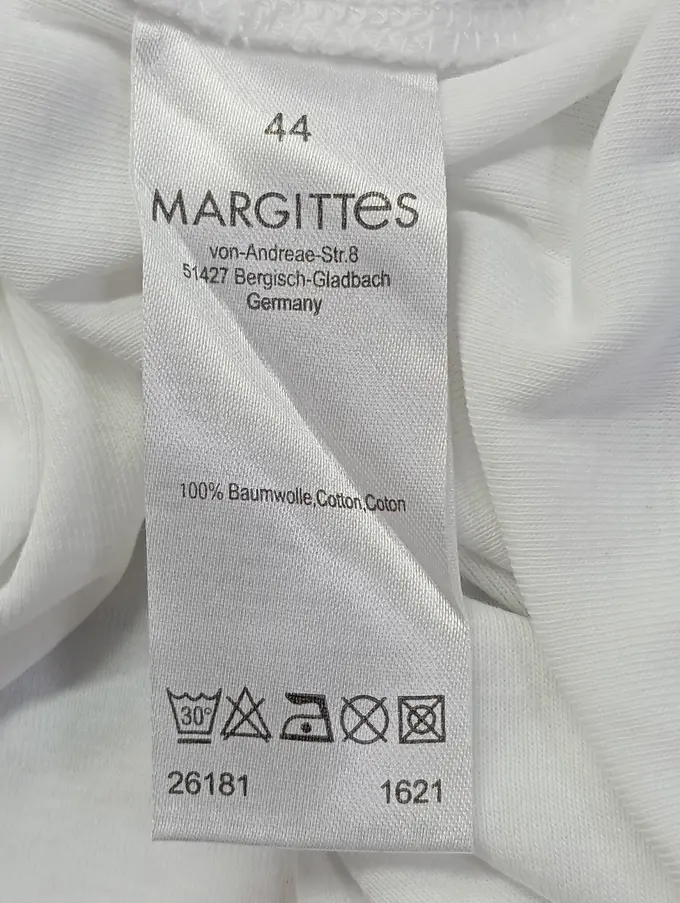 44
MARGITTES
von-Andreae-Str.8
51427 Bergisch-Gladbach
Germany
100% Baumwolle,Cotton,Coton
30°
26181 1621